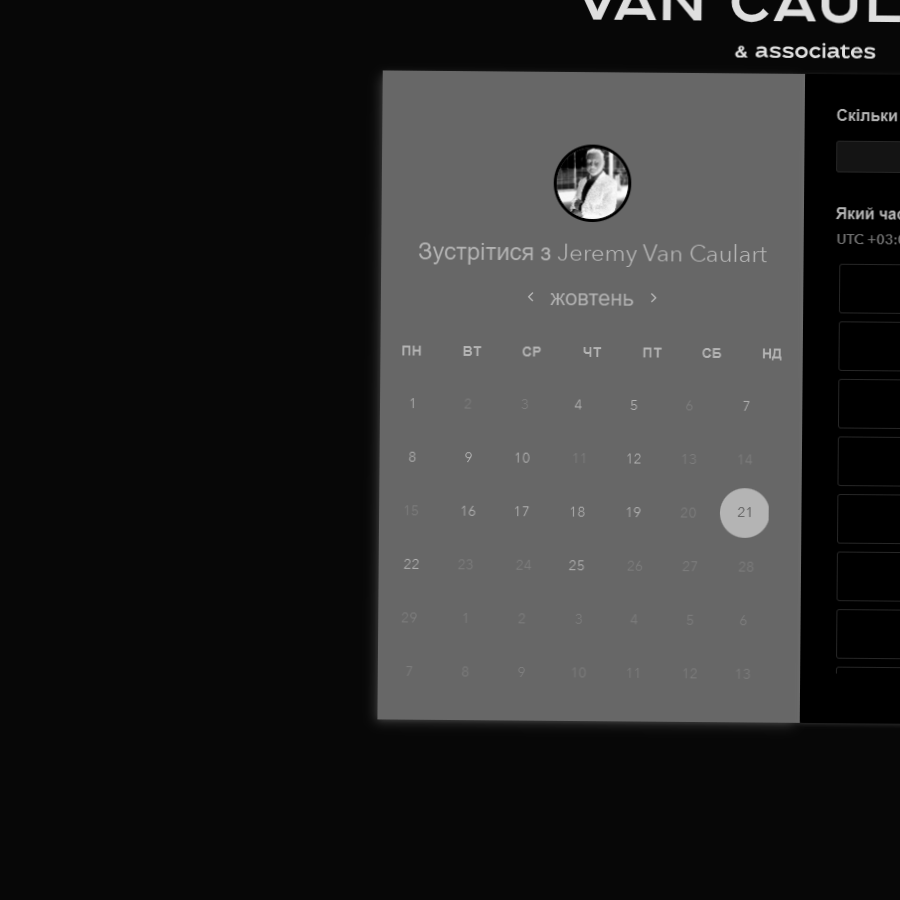 VAN CAUL
& associates
Зустрітися з Jeremy Van Caulart
‹ жовтень ›
ПН ВТ СР ЧТ ПТ СБ НД
1 2 3 4 5 6 7
8 9 10 11 12 13 14
15 16 17 18 19 20 21
22 23 24 25 26 27 28
29 1 2 3 4 5 6
7 8 9 10 11 12 13
Скільки
Який час
UTC +03: